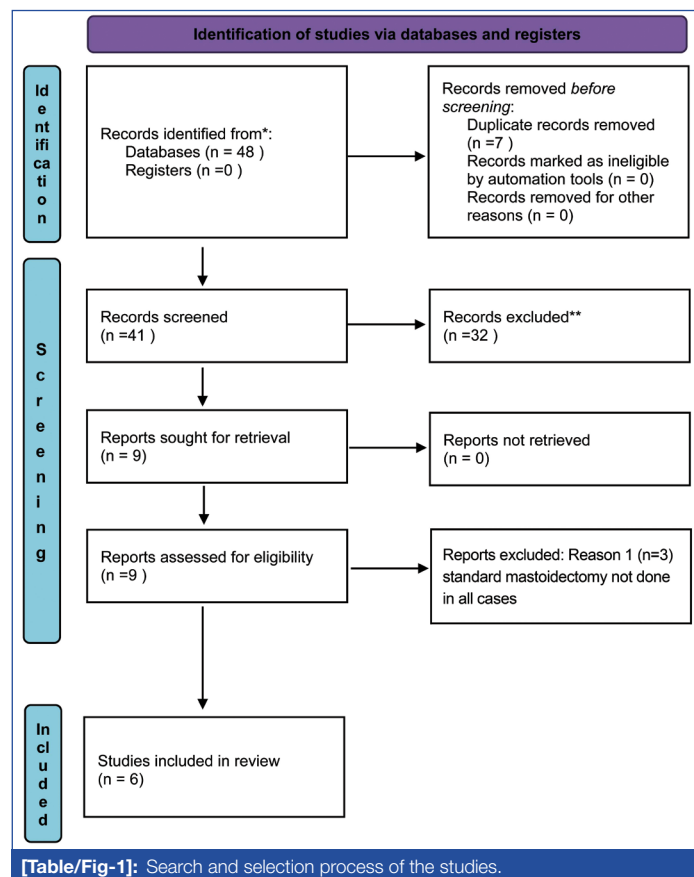 Identification of studies via databases and registers
Id
e
nt
ifi
ca
ti
o
n
Records identified from*:
Databases (n = 48 )
Registers (n =0 )
Records removed before
screening:
Duplicate records removed
(n =7 )
Records marked as ineligible
by automation tools (n = 0)
Records removed for other
reasons (n = 0)
S
c
r
e
e
n
i
n
g
Records screened
(n =41 )
Records excluded**
(n =32 )
Reports sought for retrieval
(n = 9)
Reports not retrieved
(n = 0)
Reports assessed for eligibility
(n =9 )
Reports excluded: Reason 1 (n=3)
standard mastoidectomy not done
in all cases
In
cl
u
d
e
d
Studies included in review
(n = 6)
[Table/Fig-1]: Search and selection process of the studies.